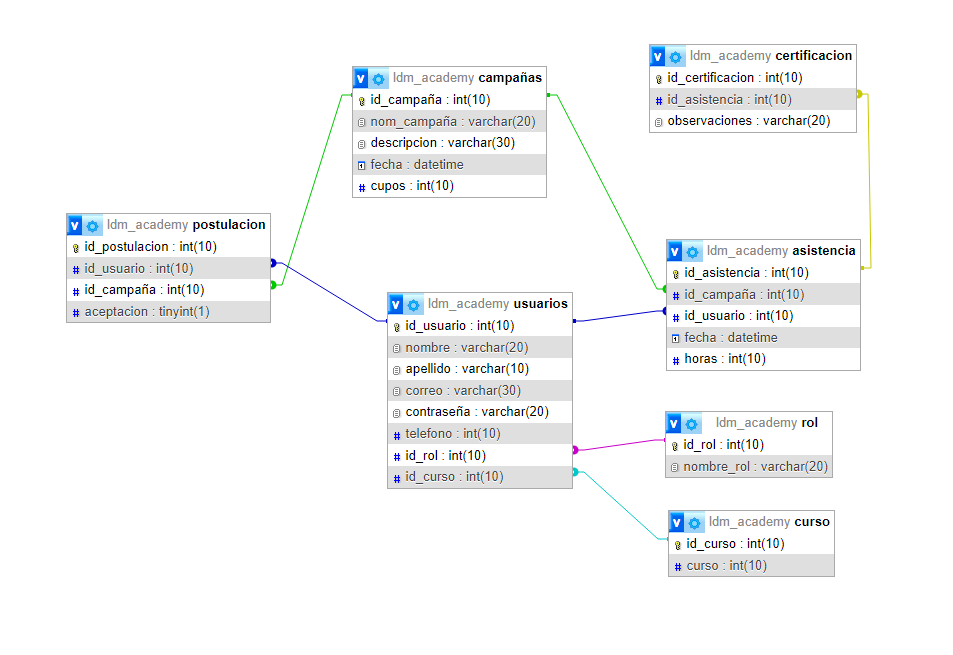 ldm_academy campañas
id_campaña : int(10)
nom_campaña : varchar(20)
descripcion : varchar(30)
fecha : datetime
cupos : int(10)
ldm_academy certificacion
id_certificacion : int(10)
id_asistencia : int(10)
observaciones : varchar(20)
ldm_academy postulacion
id_postulacion : int(10)
id_usuario : int(10)
id_campaña : int(10)
aceptacion : tinyint(1)
ldm_academy usuarios
id_usuario : int(10)
nombre : varchar(20)
apellido : varchar(10)
correo : varchar(30)
contraseña : varchar(20)
telefono : int(10)
id_rol : int(10)
id_curso : int(10)
ldm_academy asistencia
id_asistencia : int(10)
id_campaña : int(10)
id_usuario : int(10)
fecha : datetime
horas : int(10)
ldm_academy rol
id_rol : int(10)
nombre_rol : varchar(20)
ldm_academy curso
id_curso : int(10)
curso : int(10)